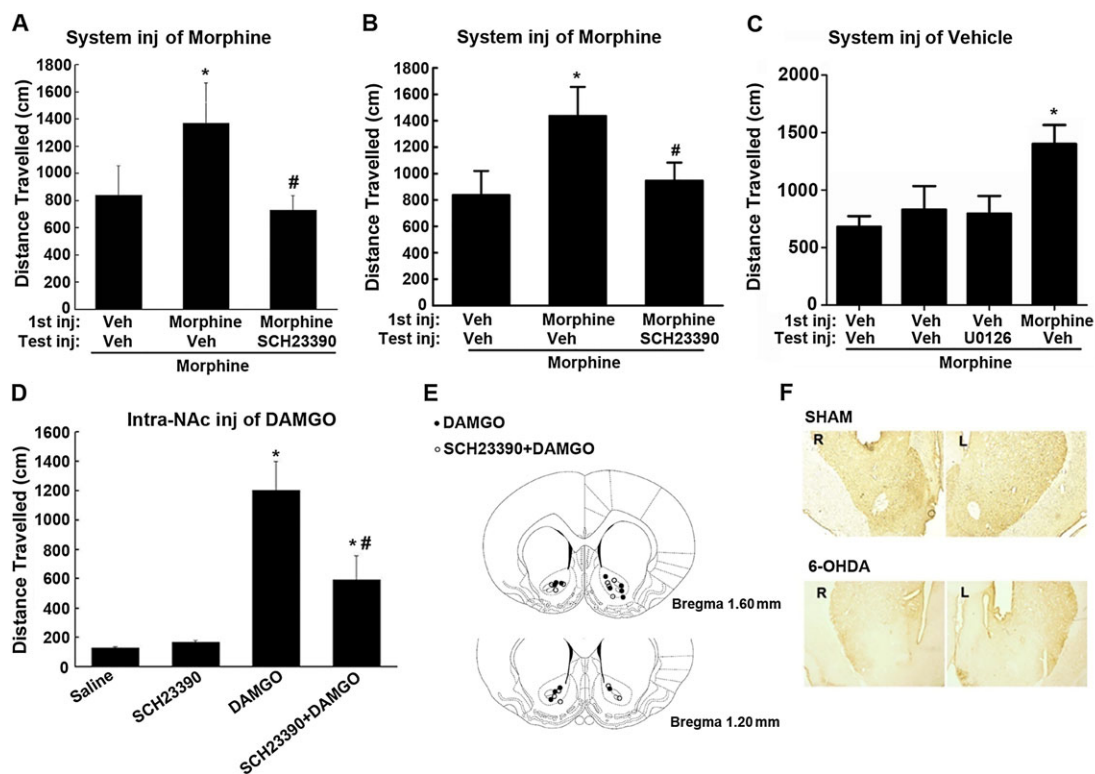 A
System inj of Morphine
Distance Travelled (cm)
1800
1600
1400
1200
1000
800
600
400
200
0
*
#
1st inj: Veh Morphine Morphine
Test inj: Veh Veh SCH23390
Morphine
B
System inj of Morphine
Distance Travelled (cm)
1800
1600
1400
1200
1000
800
600
400
200
0
*
#
1st inj: Veh Morphine Morphine
Test inj: Veh Veh SCH23390
Morphine
C
System inj of Vehicle
Distance Travelled (cm)
2000
1500
1000
500
0
*
1st inj: Veh Veh Veh Morphine
Test inj: Veh Veh U0126 Veh
Morphine
D
Intra-NAc inj of DAMGO
Distance Travelled (cm)
1600
1400
1200
1000
800
600
400
200
0
*
*#
Saline
SCH23390
DAMGO
SCH23390+DAMGO
E
DAMGO
SCH23390+DAMGO
Bregma 1.60 mm
Bregma 1.20 mm
F
SHAM
R L
6-OHDA
R L